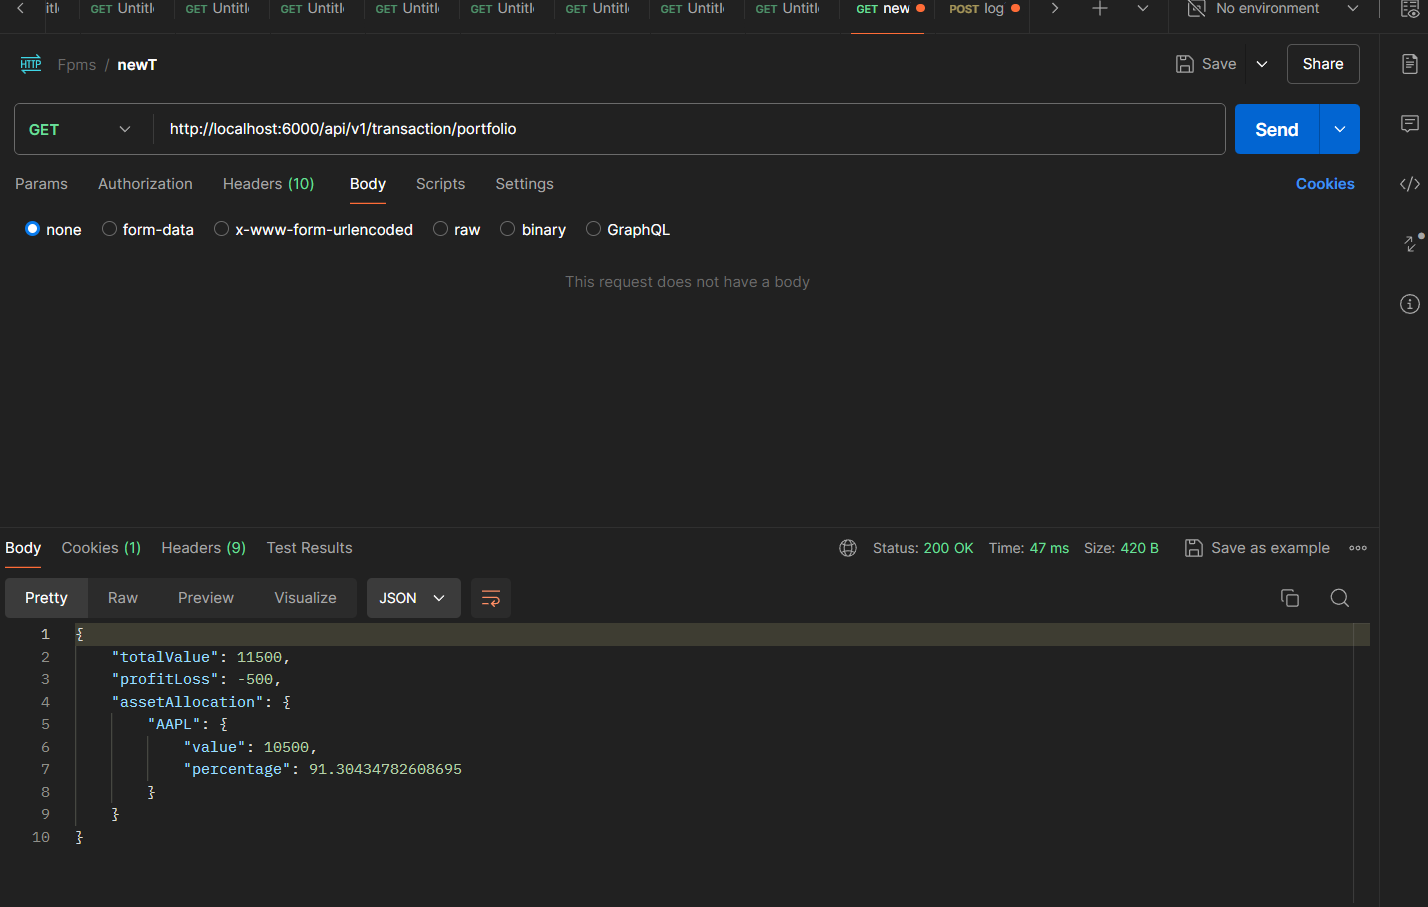 GET Untitl GET Untitl GET Untitl GET Untitl GET Untitl GET Untitl GET Untitl GET Untitl GET new POST log No environment
HTTP Fpms / newT Save Share
GET http://localhost:6000/api/v1/transaction/portfolio Send
Params Authorization Headers (10) Body Scripts Settings Cookies
none form-data x-www-form-urlencoded raw binary GraphQL
This request does not have a body
Body Cookies (1) Headers (9) Test Results Status: 200 OK Time: 47 ms Size: 420 B Save as example
Pretty Raw Preview Visualize JSON
1 {
2 "totalValue": 11500,
3 "profitLoss": -500,
4 "assetAllocation": {
5 "AAPL": {
6 "value": 10500,
7 "percentage": 91.30434782608695
8 }
9 }
10 }